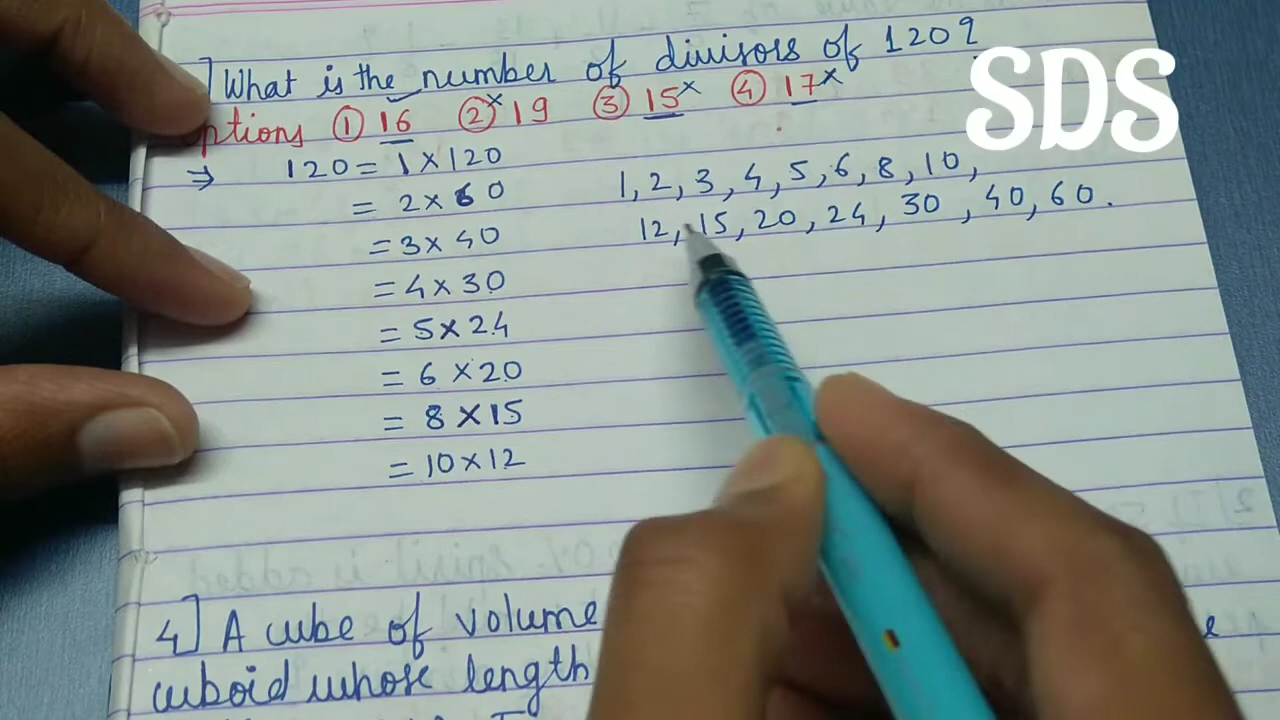 ] What is the number of divisors of 120?
SDS
ptions ① 16 ②× 19 ③ 15× ④ 17×
⇒ 120 = 1 × 120
= 2 × 60
= 3 × 40
= 4 × 30
= 5 × 24
= 6 × 20
= 8 × 15
= 10 × 12
1, 2, 3, 4, 5, 6, 8, 10,
12, 15, 20, 24, 30, 40, 60.
4] A cube of volume
cuboid whose length